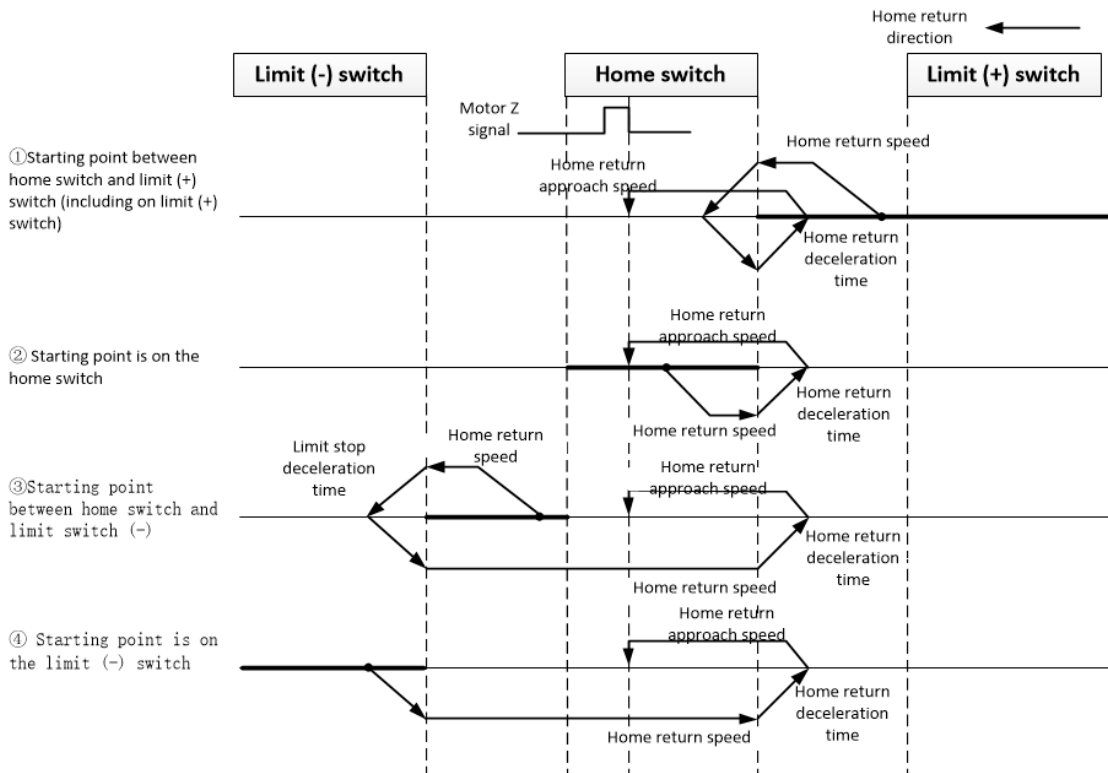 Home return
direction
Limit (-) switch
Home switch
Limit (+) switch
Motor Z
signal
①Starting point between
home switch and limit (+)
switch (including on limit (+)
switch)
Home return speed
Home return
approach speed
Home return
deceleration
time
Home return
approach speed
② Starting point is on the
home switch
Home return
deceleration
time
Home return speed
Limit stop
deceleration
time
Home return
speed
Home return
approach speed
③Starting point
between home switch and
limit switch (-)
Home return
deceleration
time
Home return speed
Home return
approach speed
④ Starting point is on
the limit (-) switch
Home return
deceleration
time
Home return speed